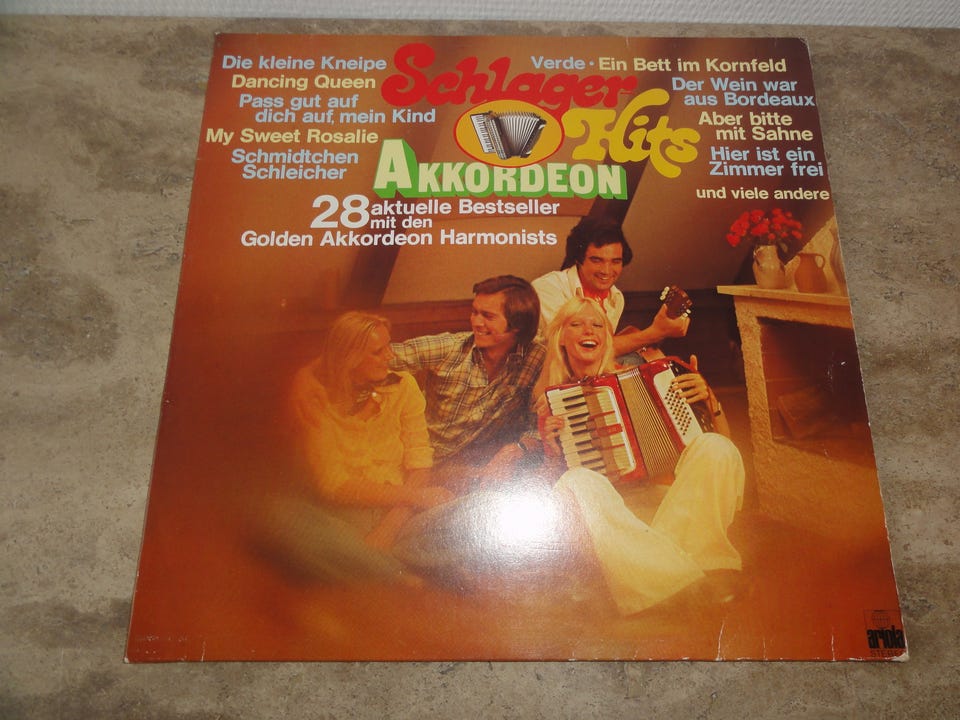 Die kleine Kneipe
Dancing Queen
Pass gut auf
dich auf, mein Kind
My Sweet Rosalie
Schmidtchen
Schleicher
Schlager
Hits
AKKORDEON
Verde · Ein Bett im Kornfeld
Der Wein war
aus Bordeaux
Aber bitte
mit Sahne
Hier ist ein
Zimmer frei
und viele andere
28 aktuelle Bestseller
mit den
Golden Akkordeon Harmonists
ariola
STEREO